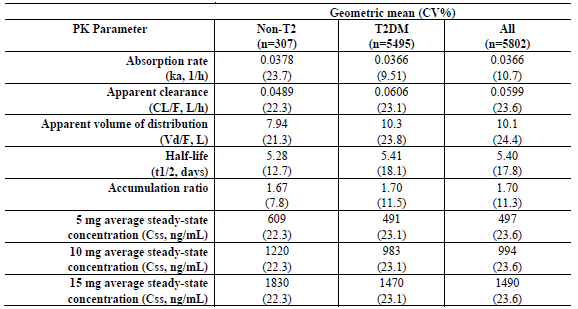 Geometric mean (CV%)
PK Parameter Non-T2 T2DM All
(n=307) (n=5495) (n=5802)
Absorption rate 0.0378 0.0366 0.0366
(ka, 1/h) (23.7) (9.51) (10.7)
Apparent clearance 0.0489 0.0606 0.0599
(CL/F, L/h) (22.3) (23.1) (23.6)
Apparent volume of distribution 7.94 10.3 10.1
(Vd/F, L) (21.3) (23.8) (24.4)
Half-life 5.28 5.41 5.40
(t1/2, days) (12.7) (18.1) (17.8)
Accumulation ratio 1.67 1.70 1.70
(7.8) (11.5) (11.3)
5 mg average steady-state 609 491 497
concentration (Css, ng/mL) (22.3) (23.1) (23.6)
10 mg average steady-state 1220 983 994
concentration (Css, ng/mL) (22.3) (23.1) (23.6)
15 mg average steady-state 1830 1470 1490
concentration (Css, ng/mL) (22.3) (23.1) (23.6)